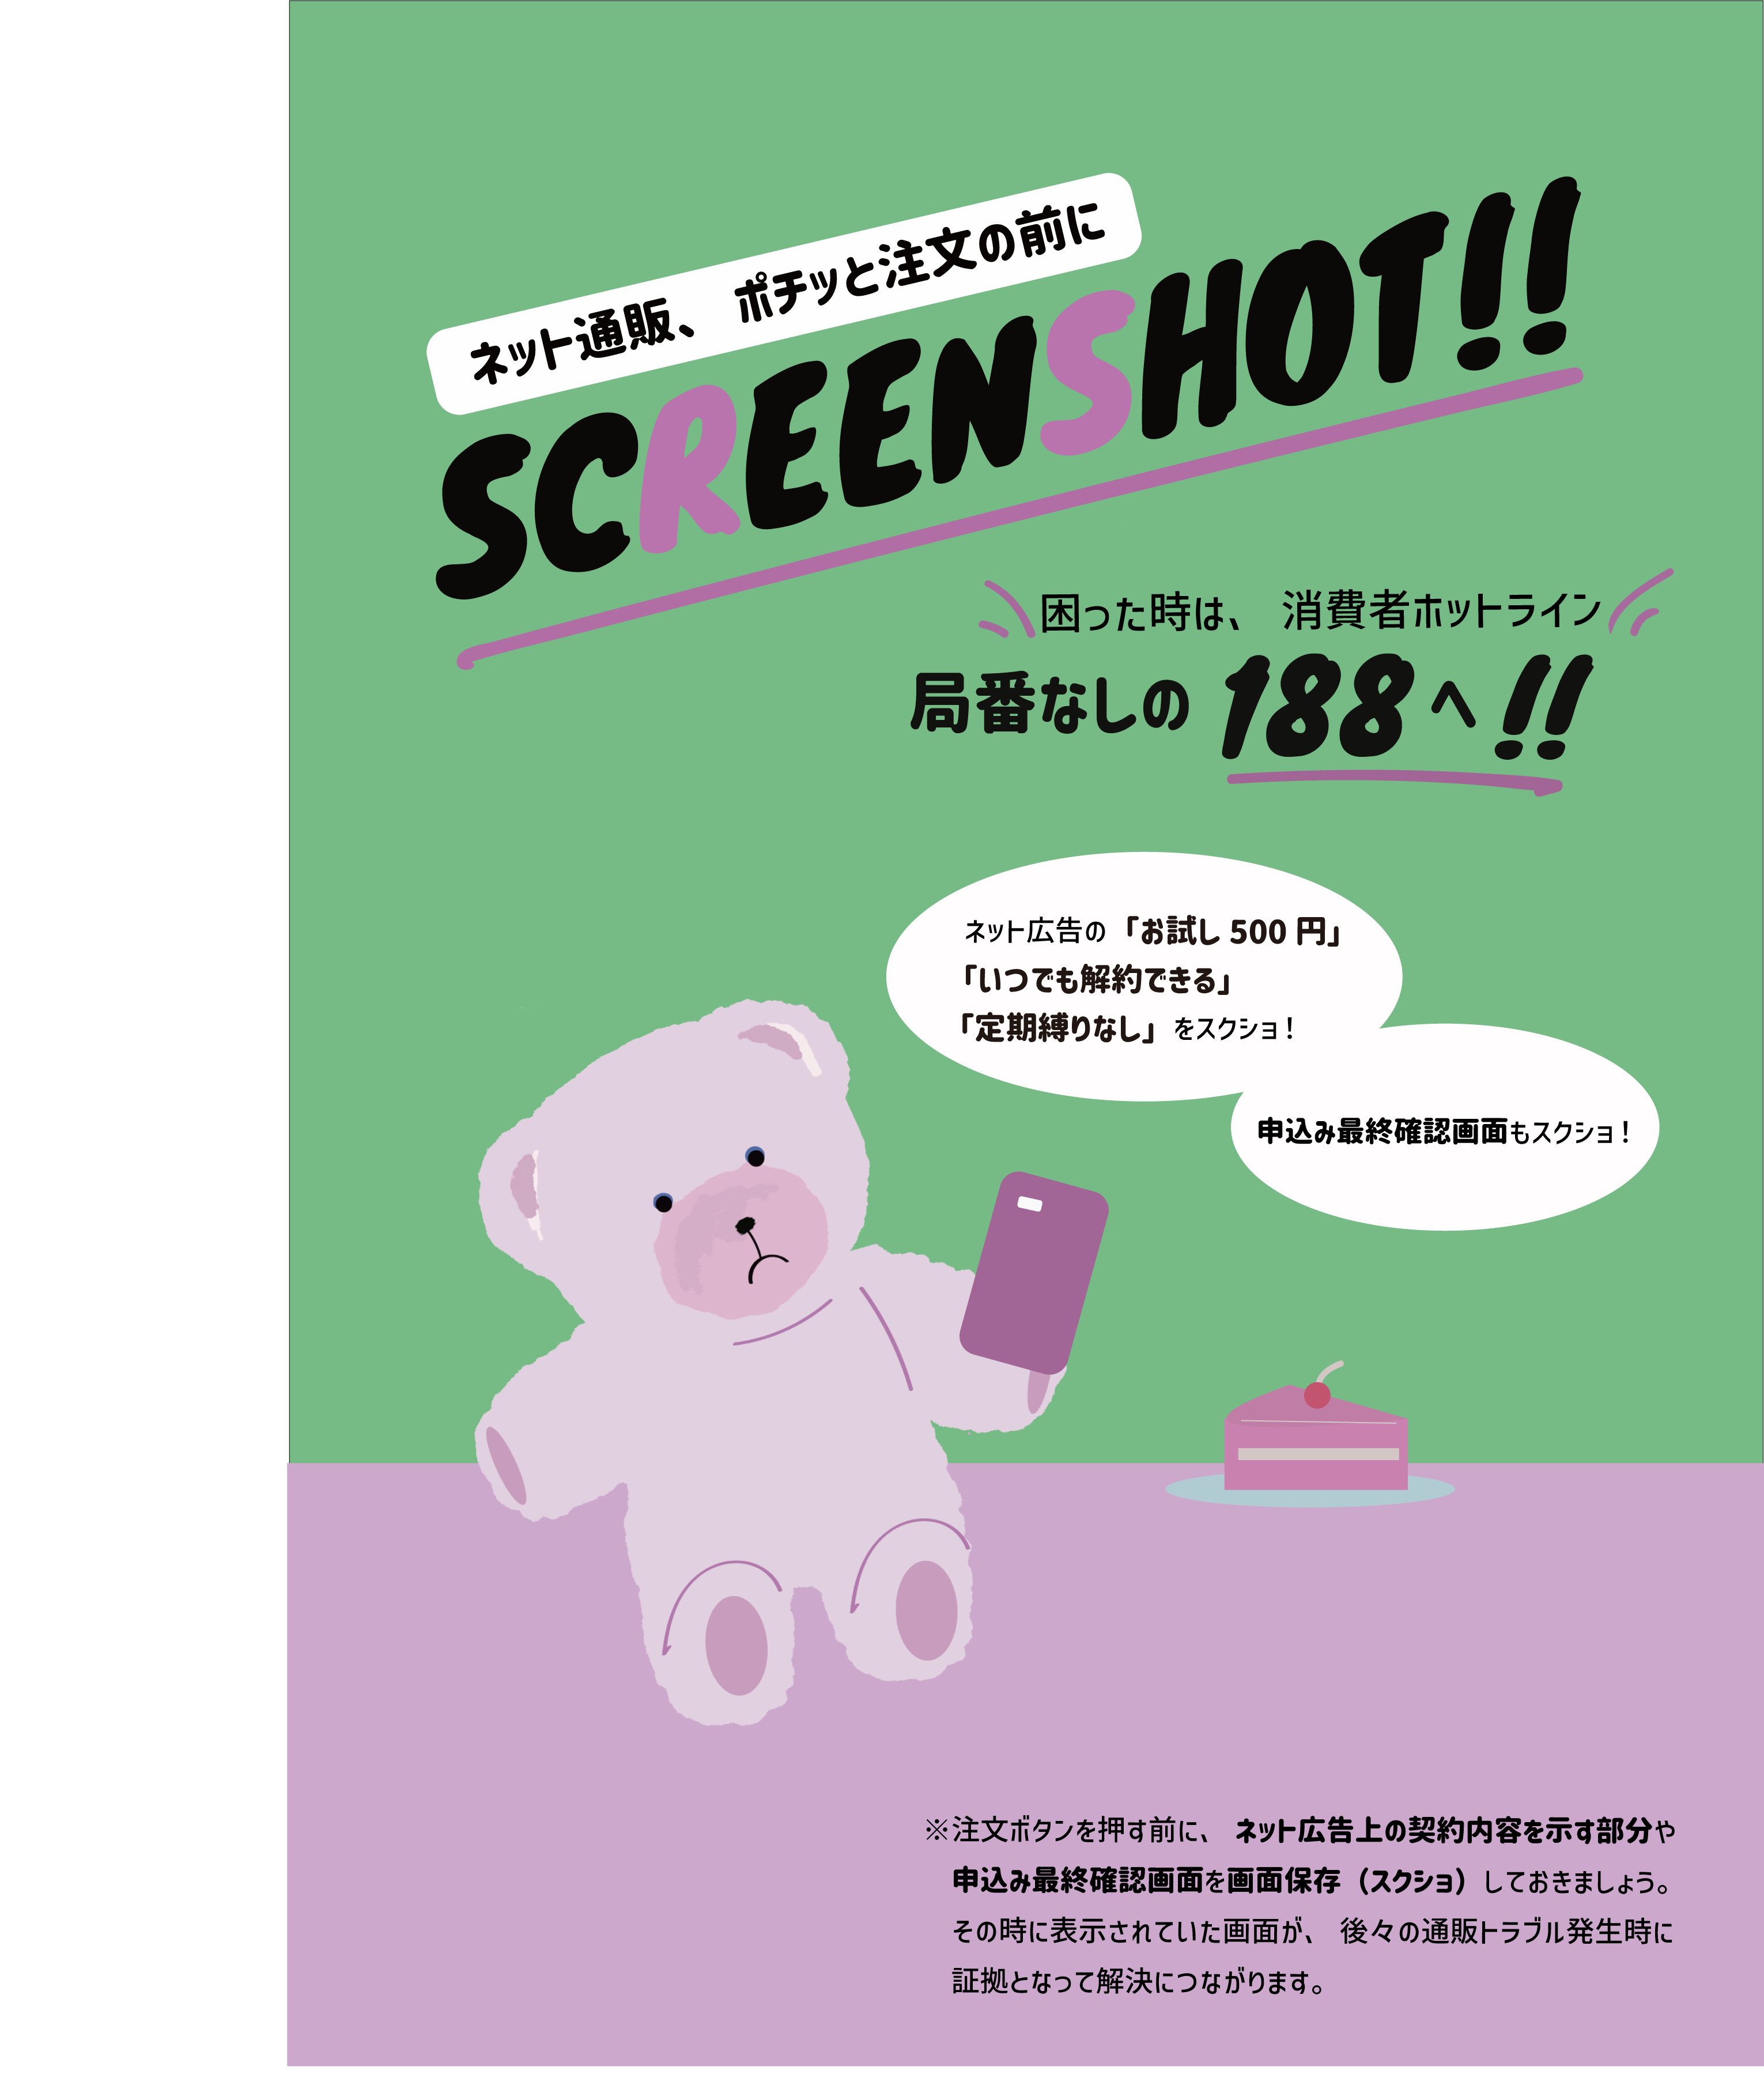 ネット通販、ポチッと注文の前に
SCREENSHOT!!
困った時は、消費者ホットライン
局番なしの188へ!!
ネット広告の「お試し500円」
「いつでも解約できる」
「定期縛りなし」をスクショ!
申込み最終確認画面もスクショ!
※注文ボタンを押す前に、ネット広告上の契約内容を示す部分や
申込み最終確認画面を画面保存(スクショ)しておきましょう。
その時に表示されていた画面が、後々の通販トラブル発生時に
証拠となって解決につながります。